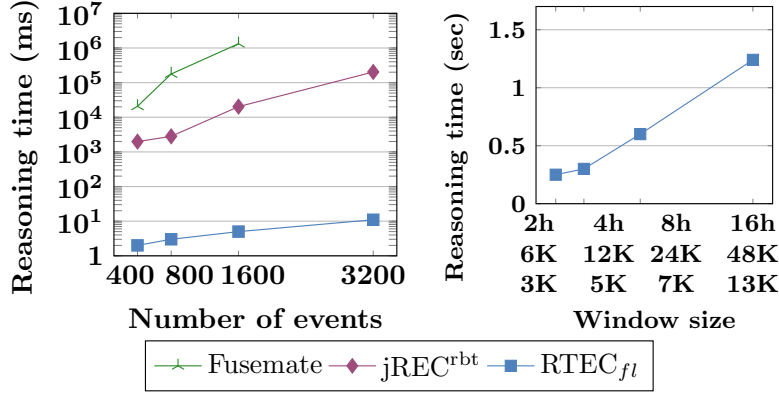 Reasoning time (ms)
10^7
10^6
10^5
10^4
10^3
10^2
10^1
1
400 800 1600 3200
Number of events
Reasoning time (sec)
1.5
1
0.5
0
2h 4h 8h 16h
6K 12K 24K 48K
3K 5K 7K 13K
Window size
Fusemate jREC^rbt RTEC_fl